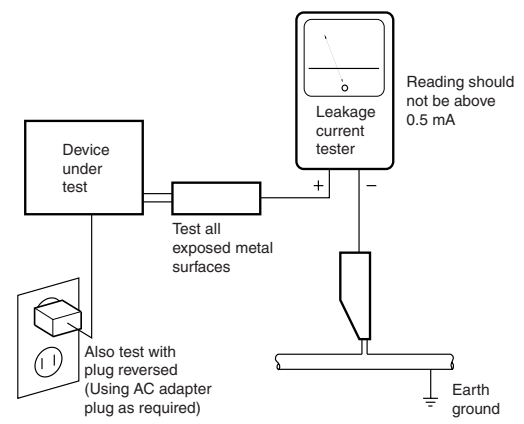 Leakage
current
tester
Reading should
not be above
0.5 mA
Device
under
test
+
−
Test all
exposed metal
surfaces
Also test with
plug reversed
(Using AC adapter
plug as required)
Earth
ground